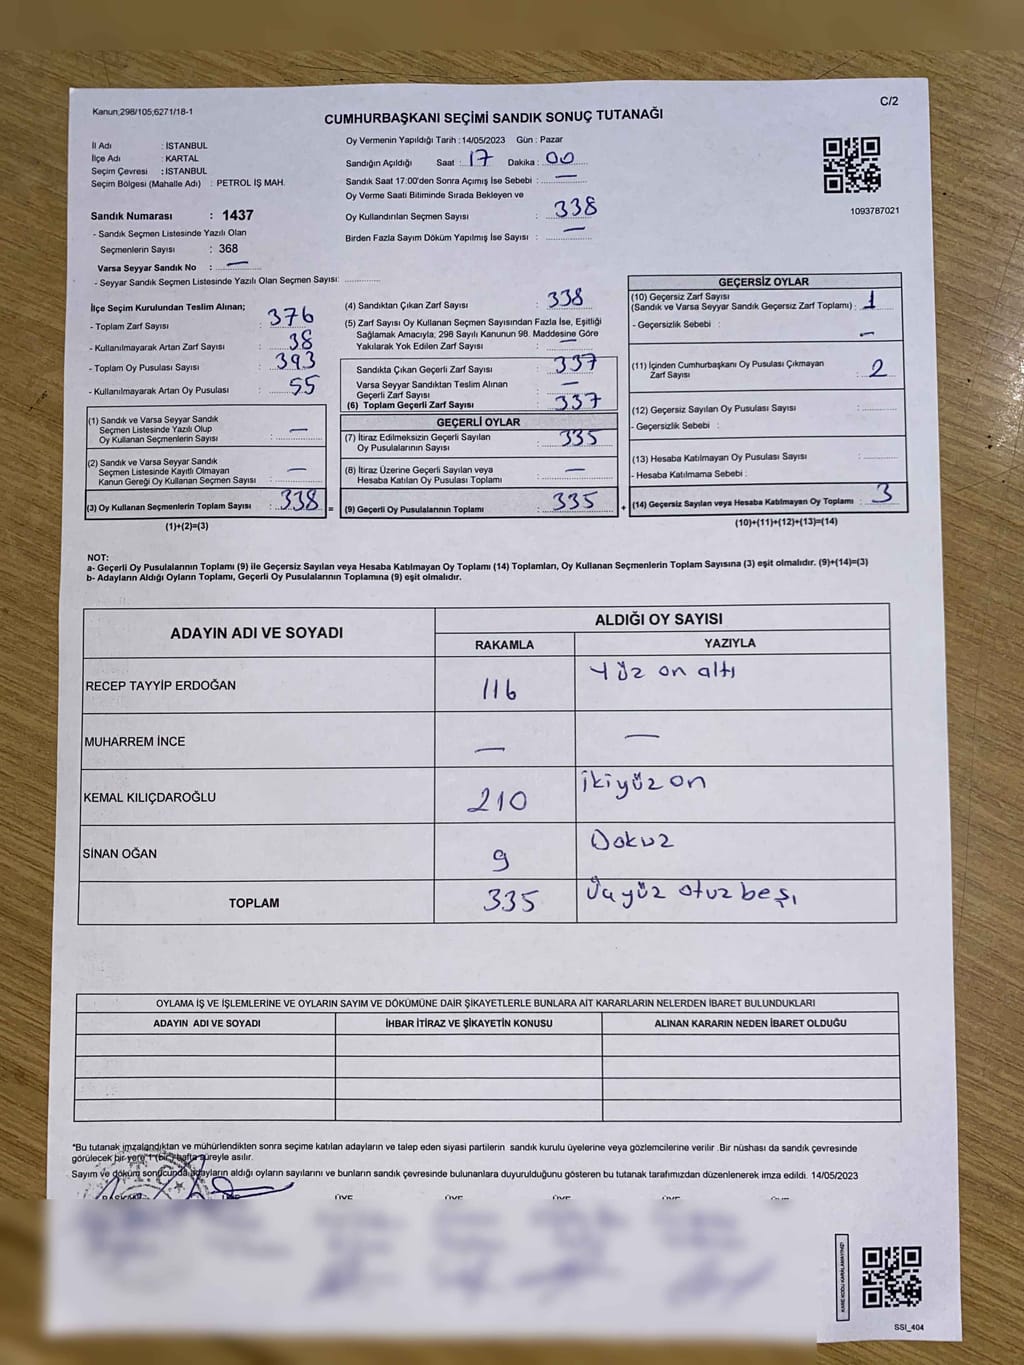 Kanun;298/105;6271/18-1
C/2
CUMHURBAŞKANI SEÇİMİ SANDIK SONUÇ TUTANAĞI
İl Adı : İSTANBUL
İlçe Adı : KARTAL
Seçim Çevresi : İSTANBUL
Seçim Bölgesi (Mahalle Adı) : PETROL İŞ MAH.
Sandık Numarası : 1437
- Sandık Seçmen Listesinde Yazılı Olan
Seçmenlerin Sayısı : 368
Varsa Seyyar Sandık No : —
- Seyyar Sandık Seçmen Listesinde Yazılı Olan Seçmen Sayısı: ..............
Oy Vermenin Yapıldığı Tarih : 14/05/2023 Gün : Pazar
Sandığın Açıldığı Saat : 17 Dakika : 00
Sandık Saat 17:00'den Sonra Açımış İse Sebebi : —
Oy Verme Saati Bitiminde Sırada Bekleyen ve
Oy Kullandırılan Seçmen Sayısı : 338
Birden Fazla Sayım Döküm Yapılmış İse Sayısı : —
1093787021
İlçe Seçim Kurulundan Teslim Alınan;
- Toplam Zarf Sayısı : 376
- Kullanılmayarak Artan Zarf Sayısı : 38
- Toplam Oy Pusulası Sayısı : 393
- Kullanılmayarak Artan Oy Pusulası : 55
(1) Sandık ve Varsa Seyyar Sandık
Seçmen Listesinde Yazılı Olup
Oy Kullanan Seçmenlerin Sayısı : —
(2) Sandık ve Varsa Seyyar Sandık
Seçmen Listesinde Kayıtlı Olmayan
Kanun Gereği Oy Kullanan Seçmen Sayısı : —
(3) Oy Kullanan Seçmenlerin Toplam Sayısı : 338 =
(1)+(2)=(3)
(4) Sandıktan Çıkan Zarf Sayısı : 338
(5) Zarf Sayısı Oy Kullanan Seçmen Sayısından Fazla İse, Eşitliği
Sağlamak Amacıyla; 298 Sayılı Kanunun 98. Maddesine Göre
Yakılarak Yok Edilen Zarf Sayısı : —
Sandıkta Çıkan Geçerli Zarf Sayısı : 337
Varsa Seyyar Sandıktan Teslim Alınan
Geçerli Zarf Sayısı : —
(6) Toplam Geçerli Zarf Sayısı : 337
GEÇERLİ OYLAR
(7) İtiraz Edilmeksizin Geçerli Sayılan
Oy Pusulalarının Sayısı : 335
(8) İtiraz Üzerine Geçerli Sayılan veya
Hesaba Katılan Oy Pusulası Toplamı : —
(9) Geçerli Oy Pusulalarının Toplamı : 335 +
GEÇERSİZ OYLAR
(10) Geçersiz Zarf Sayısı
(Sandık ve Varsa Seyyar Sandık Geçersiz Zarf Toplamı) : 1
- Geçersizlik Sebebi : —
(11) İçinden Cumhurbaşkanı Oy Pusulası Çıkmayan
Zarf Sayısı : 2
(12) Geçersiz Sayılan Oy Pusulası Sayısı : ..............
- Geçersizlik Sebebi :
(13) Hesaba Katılmayan Oy Pusulası Sayısı : ..............
- Hesaba Katılmama Sebebi :
(14) Geçersiz Sayılan veya Hesaba Katılmayan Oy Toplamı : 3
(10)+(11)+(12)+(13)=(14)
NOT:
a- Geçerli Oy Pusulalarının Toplamı (9) ile Geçersiz Sayılan veya Hesaba Katılmayan Oy Toplamı (14) Toplamları, Oy Kullanan Seçmenlerin Toplam Sayısına (3) eşit olmalıdır. (9)+(14)=(3)
b- Adayların Aldığı Oyların Toplamı, Geçerli Oy Pusulalarının Toplamına (9) eşit olmalıdır.
ADAYIN ADI VE SOYADI
ALDIĞI OY SAYISI
RAKAMLA YAZIYLA
RECEP TAYYİP ERDOĞAN 116 Yüz on altı
MUHARREM İNCE — —
KEMAL KILIÇDAROĞLU 210 ikiyüz on
SİNAN OĞAN 9 Dokuz
TOPLAM 335 Üçyüz otuz beş
OYLAMA İŞ VE İŞLEMLERİNE VE OYLARIN SAYIM VE DÖKÜMÜNE DAİR ŞİKAYETLERLE BUNLARA AİT KARARLARIN NELERDEN İBARET BULUNDUKLARI
ADAYIN ADI VE SOYADI İHBAR İTİRAZ VE ŞİKAYETİN KONUSU ALINAN KARARIN NEDEN İBARET OLDUĞU
*Bu tutanak imzalandıktan ve mühürlendikten sonra seçime katılan adayların ve talep eden siyasi partilerin sandık kurulu üyelerine veya gözlemcilerine verilir .Bir nüshası da sandık çevresinde
görülecek bir yere 1 (bir) hafta süreyle asılır.
Sayım ve döküm sonucunda adayların aldığı oyların sayılarını ve bunların sandık çevresinde bulunanlara duyurulduğunu gösteren bu tutanak tarafımızdan düzenlenerek imza edildi. 14/05/2023
BAŞKAN ÜYE ÜYE ÜYE ÜYE ÜYE
SSI_404